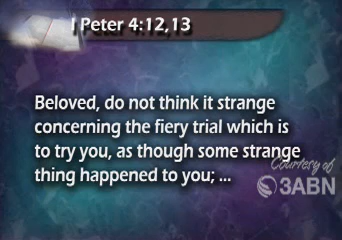 I Peter 4:12,13
Beloved, do not think it strange
concerning the fiery trial which is
to try you, as though some strange
thing happened to you; ...
Courtesy of
3ABN